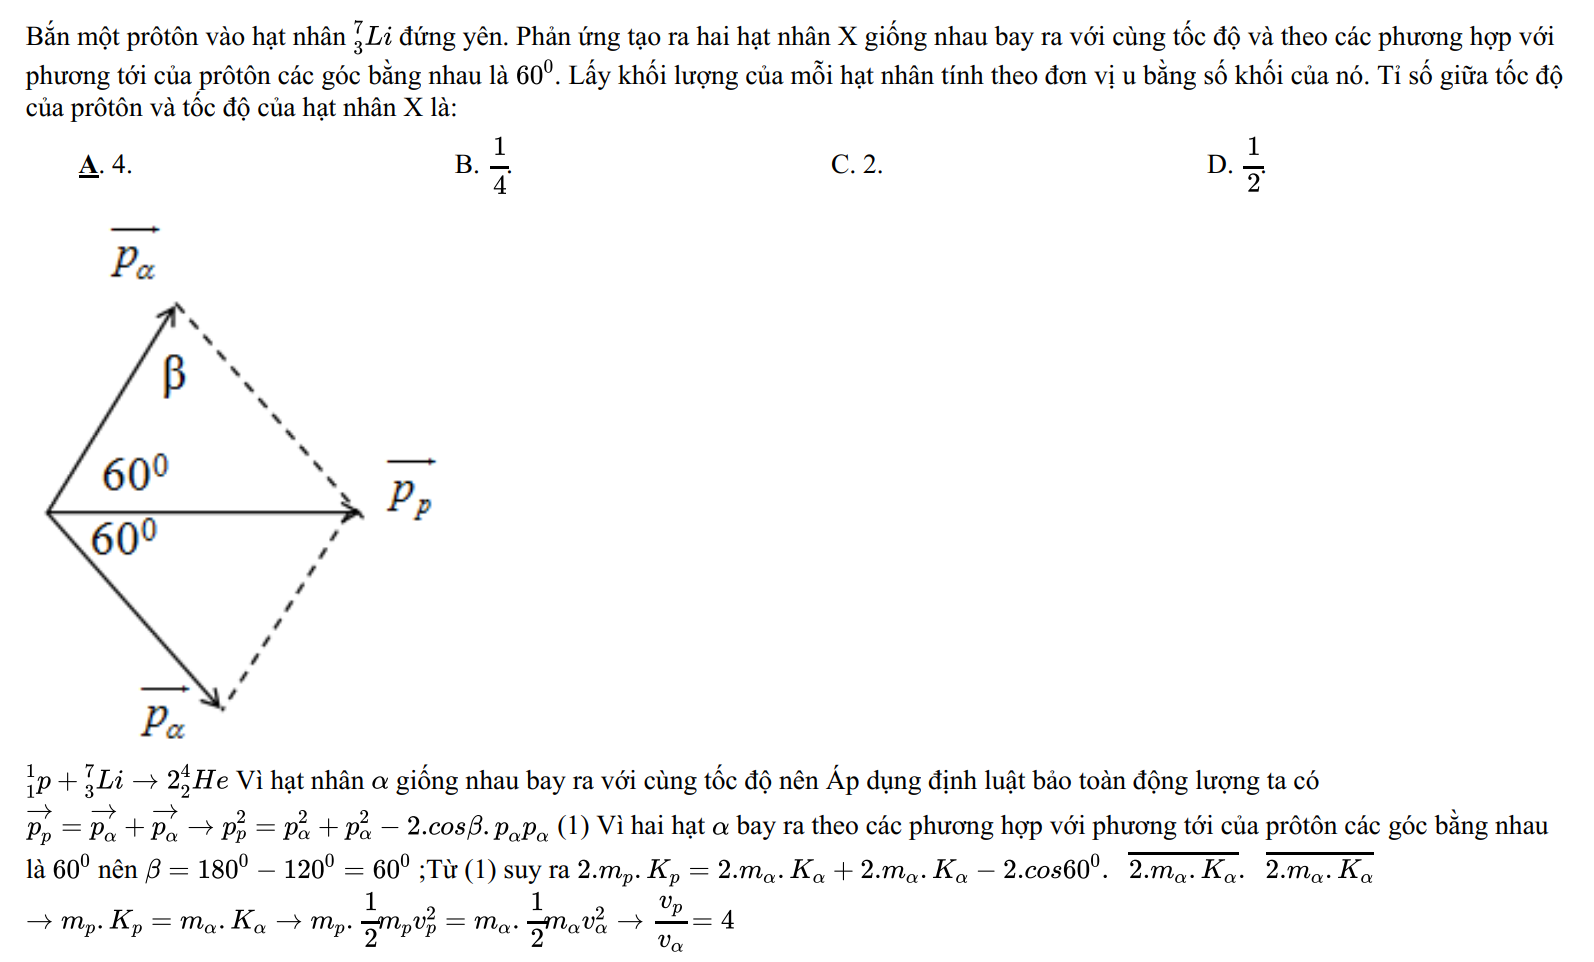 Bắn một prôtôn vào hạt nhân $^{7}_{3}Li$ đứng yên. Phản ứng tạo ra hai hạt nhân X giống nhau bay ra với cùng tốc độ và theo các phương hợp với
phương tới của prôtôn các góc bằng nhau là $60^0$. Lấy khối lượng của mỗi hạt nhân tính theo đơn vị u bằng số khối của nó. Tỉ số giữa tốc độ
của prôtôn và tốc độ của hạt nhân X là:
A. 4. B. $\frac{1}{4}$. C. 2. D. $\frac{1}{2}$.
$\overrightarrow{p_\alpha}$
β
$60^0$
$\overrightarrow{p_p}$
$60^0$
$\overrightarrow{p_\alpha}$
$^{1}_{1}p + ^{7}_{3}Li \rightarrow 2^{4}_{2}He$ Vì hạt nhân $\alpha$ giống nhau bay ra với cùng tốc độ nên Áp dụng định luật bảo toàn động lượng ta có
$\overrightarrow{p_p} = \overrightarrow{p_\alpha} + \overrightarrow{p_\alpha} \rightarrow p_p^2 = p_\alpha^2 + p_\alpha^2 - 2.cos\beta.p_\alpha p_\alpha$ (1) Vì hai hạt $\alpha$ bay ra theo các phương hợp với phương tới của prôtôn các góc bằng nhau
là $60^0$ nên $\beta = 180^0 - 120^0 = 60^0$ ;Từ (1) suy ra $2.m_p.K_p = 2.m_\alpha.K_\alpha + 2.m_\alpha.K_\alpha - 2.cos60^0.\ \overline{2.m_\alpha.K_\alpha}.\ \overline{2.m_\alpha.K_\alpha}$
$\rightarrow m_p.K_p = m_\alpha.K_\alpha \rightarrow m_p.\frac{1}{2}m_pv_p^2 = m_\alpha.\frac{1}{2}m_\alpha v_\alpha^2 \rightarrow \frac{v_p}{v_\alpha} = 4$